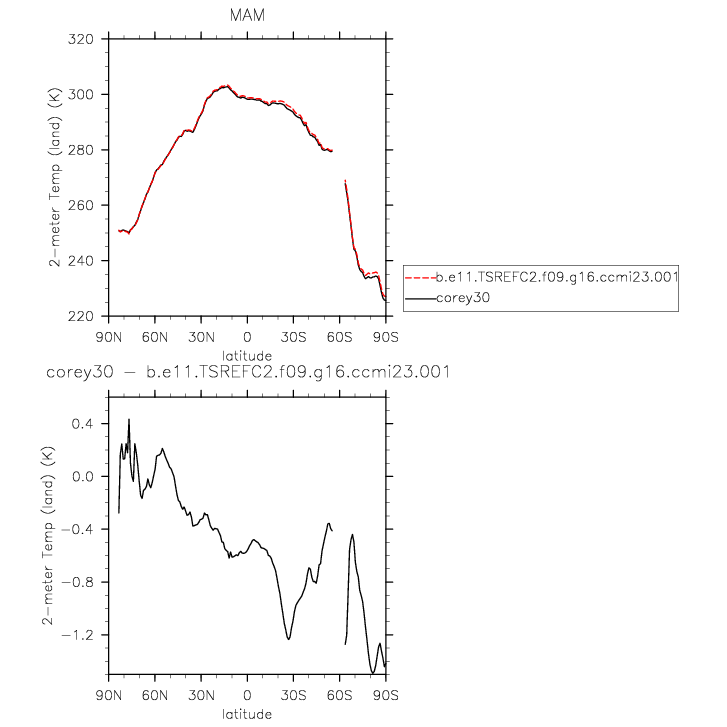 MAM
320
300
280
260
240
220
2-meter Temp (land) (K)
90N 60N 30N 0 30S 60S 90S
latitude
b.e11.TSREFC2.f09.g16.ccmi23.001
corey30
corey30 - b.e11.TSREFC2.f09.g16.ccmi23.001
0.4
0.0
-0.4
-0.8
-1.2
2-meter Temp (land) (K)
90N 60N 30N 0 30S 60S 90S
latitude